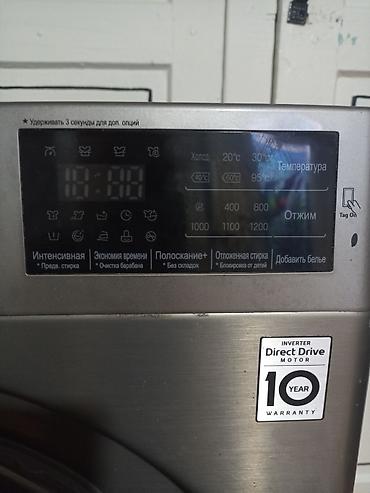 ★ Удерживать 3 секунды для доп. опций
18:88
Холод. 20°c 30°c
40°c 60°c 95°c
Температура
400 800
1000 1100 1200
Отжим
Tag On
Интенсивная
* Предв. стирка
Экономия времени
* Очистка барабана
Полоскание+
* Без складок
Отложенная стирка
* Блокировка от детей
Добавить белье
INVERTER
Direct Drive
MOTOR
10 YEAR
WARRANTY